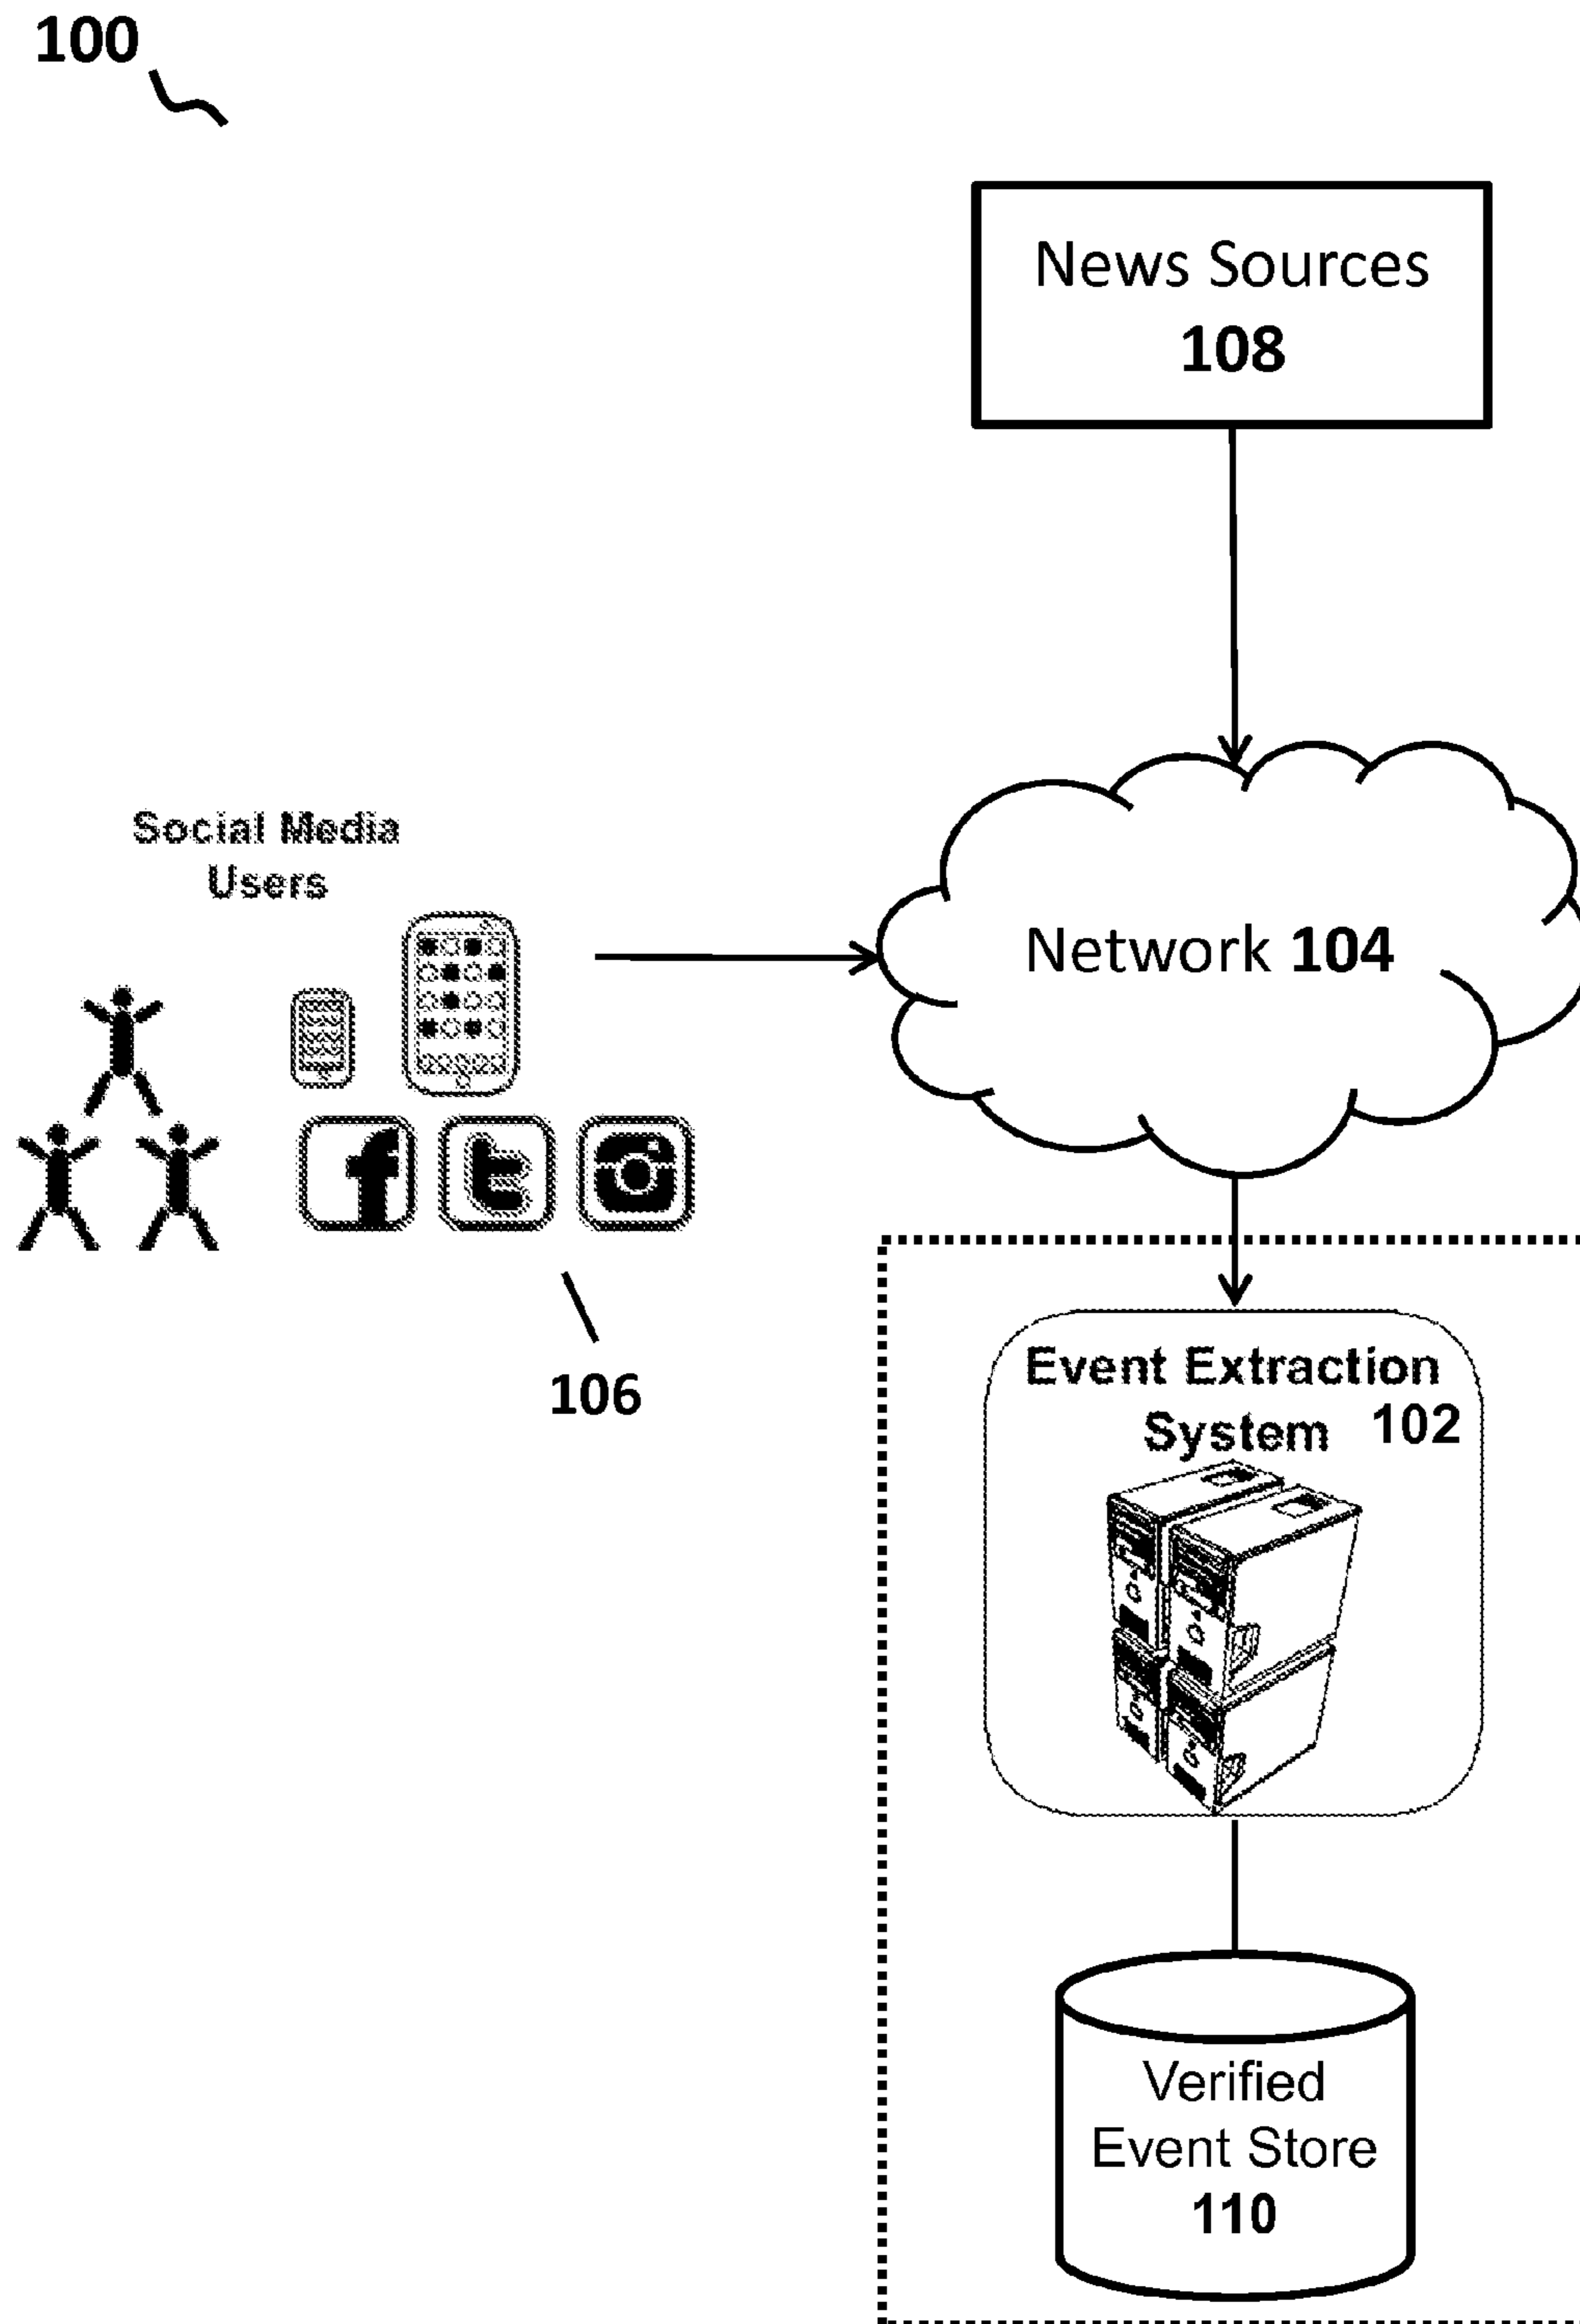 100
News Sources
108
Social Media
Users
Network 104
106
Event Extraction
System 102
Verified
Event Store
110